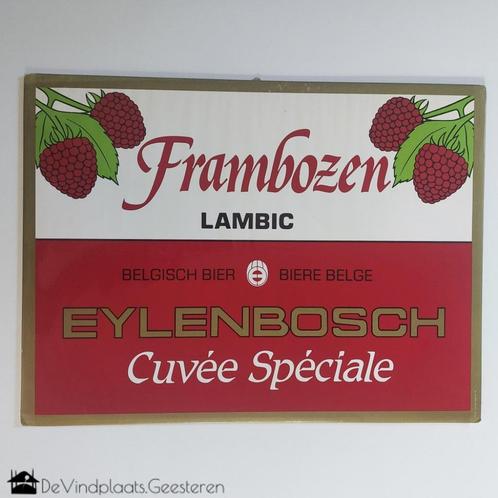 Frambozen
LAMBIC
BELGISCH BIER BIERE BELGE
EYLENBOSCH
Cuvée Spéciale
DeVindplaats.Geesteren